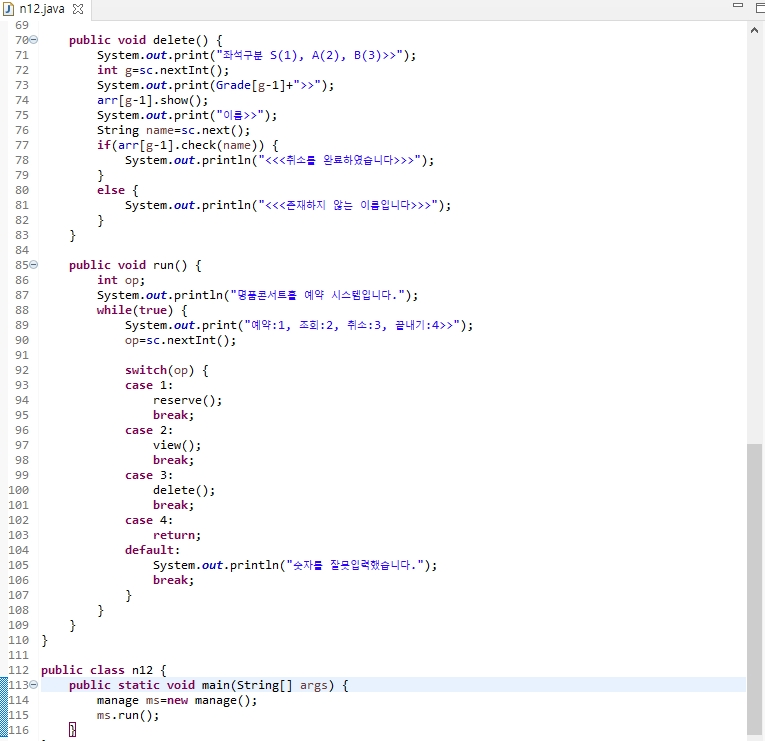 n12.java
69
70 public void delete() {
71 System.out.print("좌석구분 S(1), A(2), B(3)>>");
72 int g=sc.nextInt();
73 System.out.print(Grade[g-1]+">>");
74 arr[g-1].show();
75 System.out.print("이름>>");
76 String name=sc.next();
77 if(arr[g-1].check(name)) {
78 System.out.println("<<<취소를 완료하였습니다>>>");
79 }
80 else {
81 System.out.println("<<<존재하지 않는 이름입니다>>>");
82 }
83 }
84
85 public void run() {
86 int op;
87 System.out.println("명품콘서트홀 예약 시스템입니다.");
88 while(true) {
89 System.out.print("예약:1, 조회:2, 취소:3, 끝내기:4>>");
90 op=sc.nextInt();
91
92 switch(op) {
93 case 1:
94 reserve();
95 break;
96 case 2:
97 view();
98 break;
99 case 3:
100 delete();
101 break;
102 case 4:
103 return;
104 default:
105 System.out.println("숫자를 잘못입력했습니다.");
106 break;
107 }
108 }
109 }
110 }
111
112 public class n12 {
113 public static void main(String[] args) {
114 manage ms=new manage();
115 ms.run();
116 }